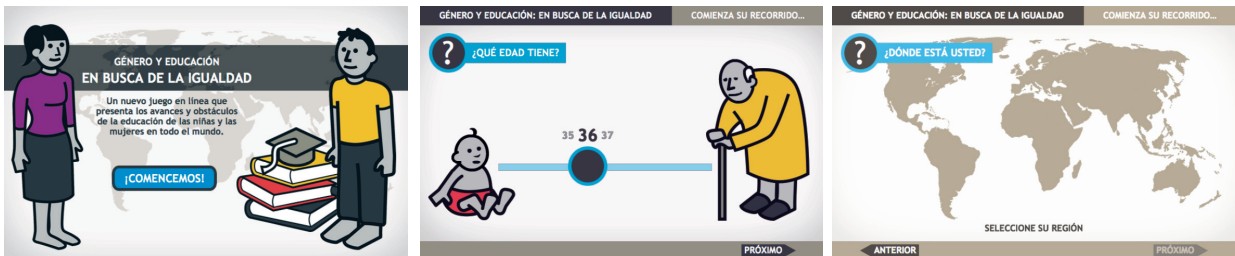 GÉNERO Y EDUCACIÓN
EN BUSCA DE LA IGUALDAD
Un nuevo juego en línea que
presenta los avances y obstáculos
de la educación de las niñas y las
mujeres en todo el mundo.
¡COMENCEMOS!
GÉNERO Y EDUCACIÓN: EN BUSCA DE LA IGUALDAD
COMIENZA SU RECORRIDO...
?
¿QUÉ EDAD TIENE?
35 36 37
PRÓXIMO
GÉNERO Y EDUCACIÓN: EN BUSCA DE LA IGUALDAD
COMIENZA SU RECORRIDO...
?
¿DÓNDE ESTÁ USTED?
SELECCIONE SU REGIÓN
ANTERIOR
PRÓXIMO